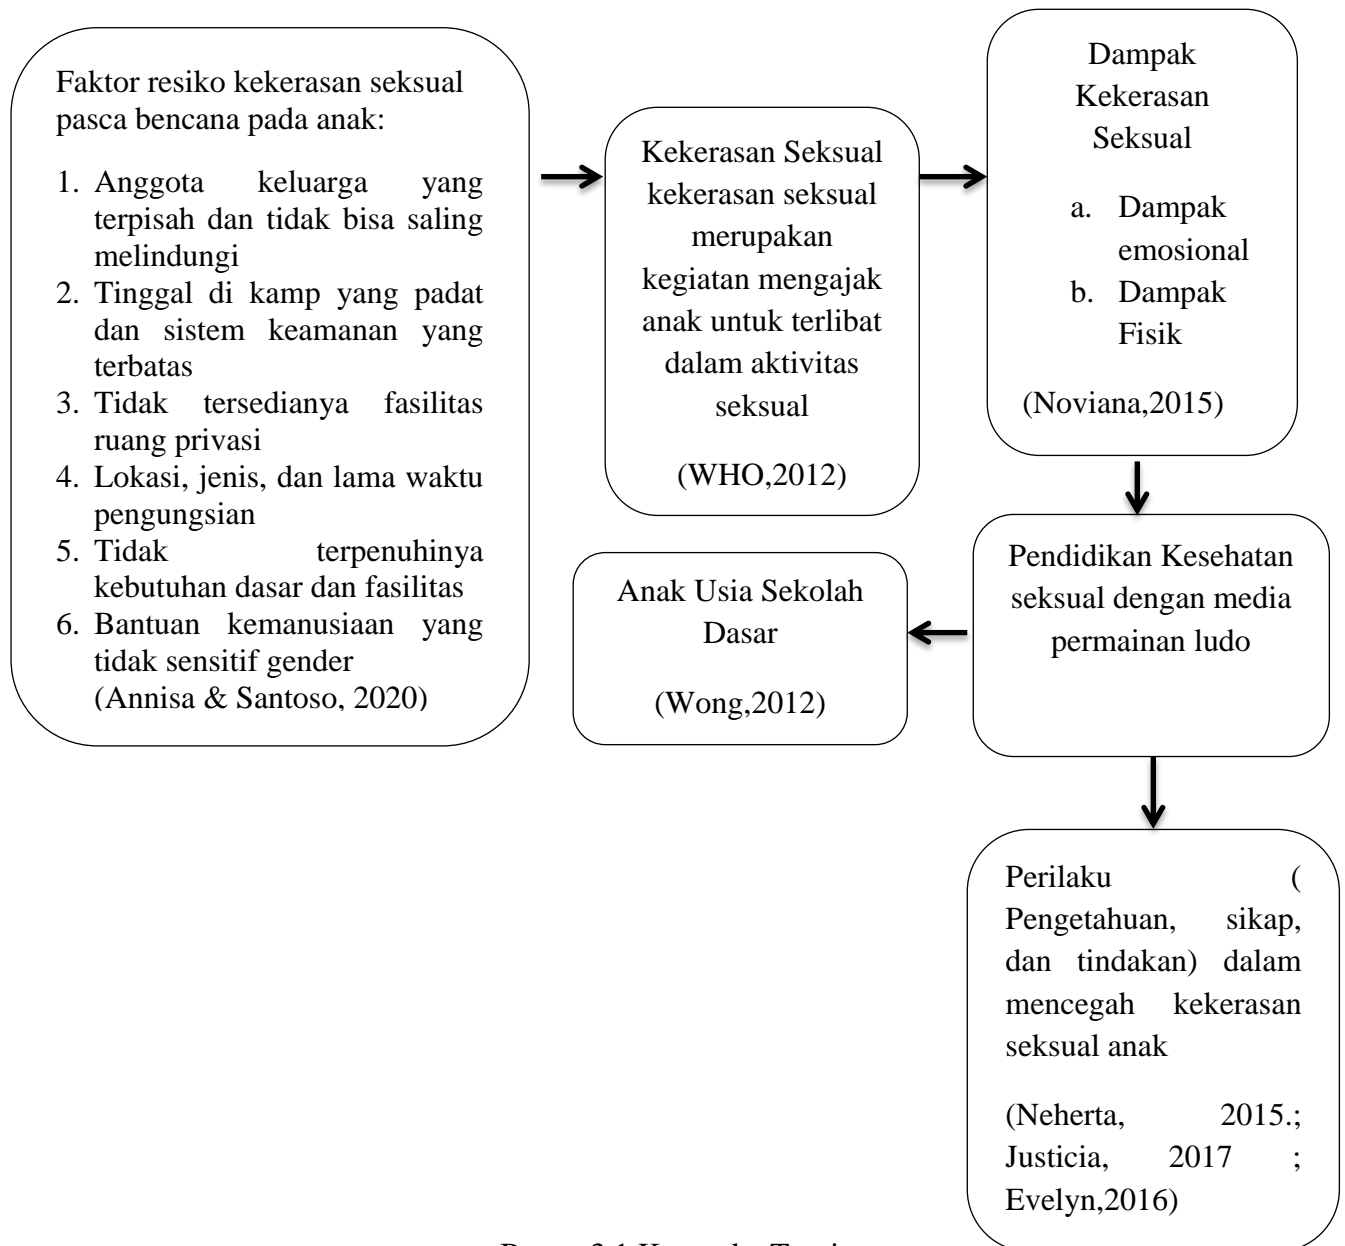 Faktor resiko kekerasan seksual
pasca bencana pada anak:
1. Anggota keluarga yang
terpisah dan tidak bisa saling
melindungi
2. Tinggal di kamp yang padat
dan sistem keamanan yang
terbatas
3. Tidak tersedianya fasilitas
ruang privasi
4. Lokasi, jenis, dan lama waktu
pengungsian
5. Tidak terpenuhinya
kebutuhan dasar dan fasilitas
6. Bantuan kemanusiaan yang
tidak sensitif gender
(Annisa & Santoso, 2020)
Kekerasan Seksual
kekerasan seksual
merupakan
kegiatan mengajak
anak untuk terlibat
dalam aktivitas
seksual
(WHO,2012)
Dampak
Kekerasan
Seksual
a. Dampak
emosional
b. Dampak
Fisik
(Noviana,2015)
Pendidikan Kesehatan
seksual dengan media
permainan ludo
Anak Usia Sekolah
Dasar
(Wong,2012)
Perilaku (
Pengetahuan, sikap,
dan tindakan) dalam
mencegah kekerasan
seksual anak
(Neherta, 2015.;
Justicia, 2017 ;
Evelyn,2016)